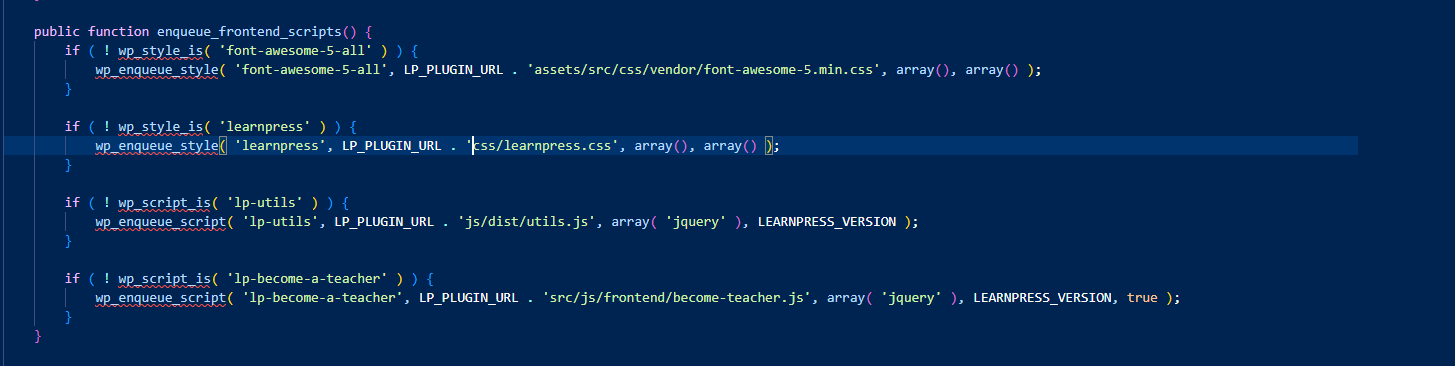 public function enqueue_frontend_scripts() {
if ( ! wp_style_is( 'font-awesome-5-all' ) ) {
wp_enqueue_style( 'font-awesome-5-all', LP_PLUGIN_URL . 'assets/src/css/vendor/font-awesome-5.min.css', array(), array() );
}
if ( ! wp_style_is( 'learnpress' ) ) {
wp_enqueue_style( 'learnpress', LP_PLUGIN_URL . 'css/learnpress.css', array(), array() );
}
if ( ! wp_script_is( 'lp-utils' ) ) {
wp_enqueue_script( 'lp-utils', LP_PLUGIN_URL . 'js/dist/utils.js', array( 'jquery' ), LEARNPRESS_VERSION );
}
if ( ! wp_script_is( 'lp-become-a-teacher' ) ) {
wp_enqueue_script( 'lp-become-a-teacher', LP_PLUGIN_URL . 'src/js/frontend/become-teacher.js', array( 'jquery' ), LEARNPRESS_VERSION, true );
}
}